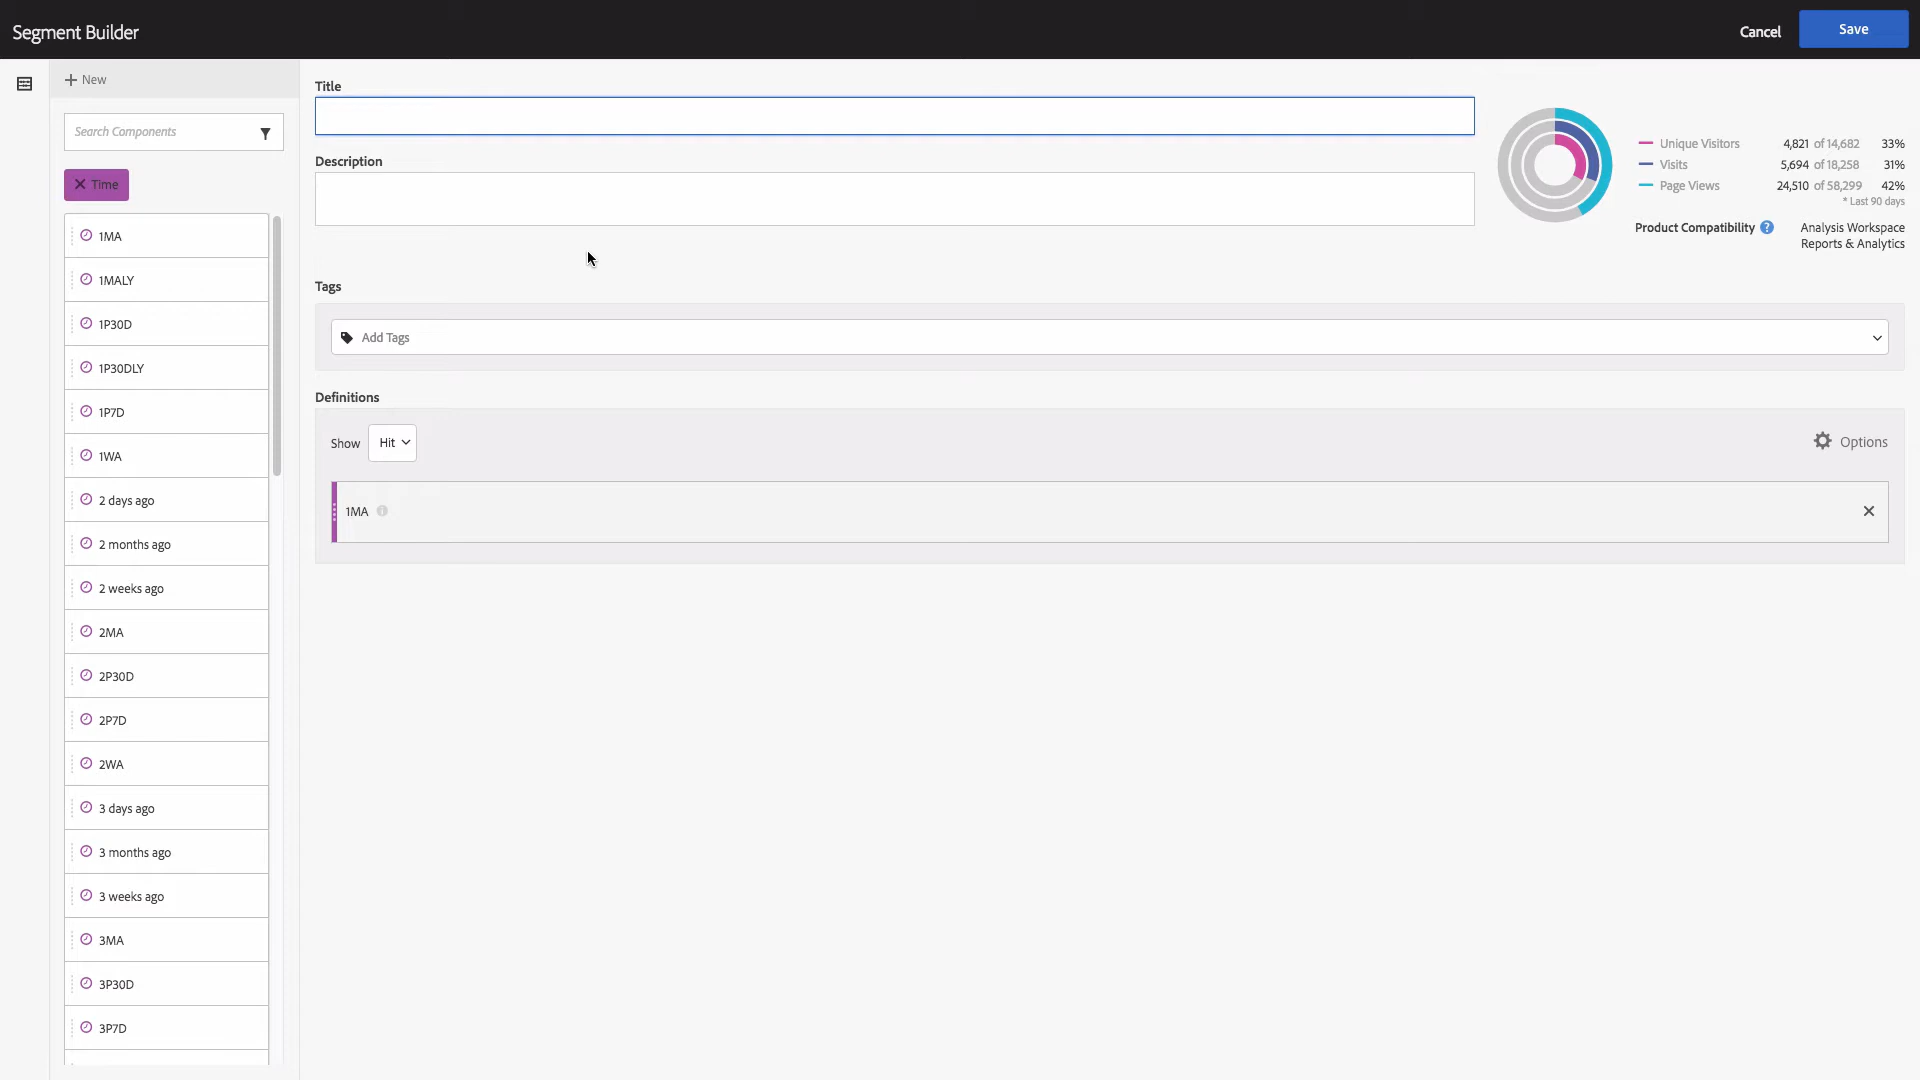 Segment Builder
Cancel
Save
New
Search Components
Time
1MA
1MALY
1P30D
1P30DLY
1P7D
1WA
2 days ago
2 months ago
2 weeks ago
2MA
2P30D
2P7D
2WA
3 days ago
3 months ago
3 weeks ago
3MA
3P30D
3P7D
Title
Description
Unique Visitors 4,821 of 14,682 33%
Visits 5,694 of 18,258 31%
Page Views 24,510 of 58,299 42%
* Last 90 days
Product Compatibility ? Analysis Workspace
Reports & Analytics
Tags
Add Tags
Definitions
Show Hit
Options
1MA